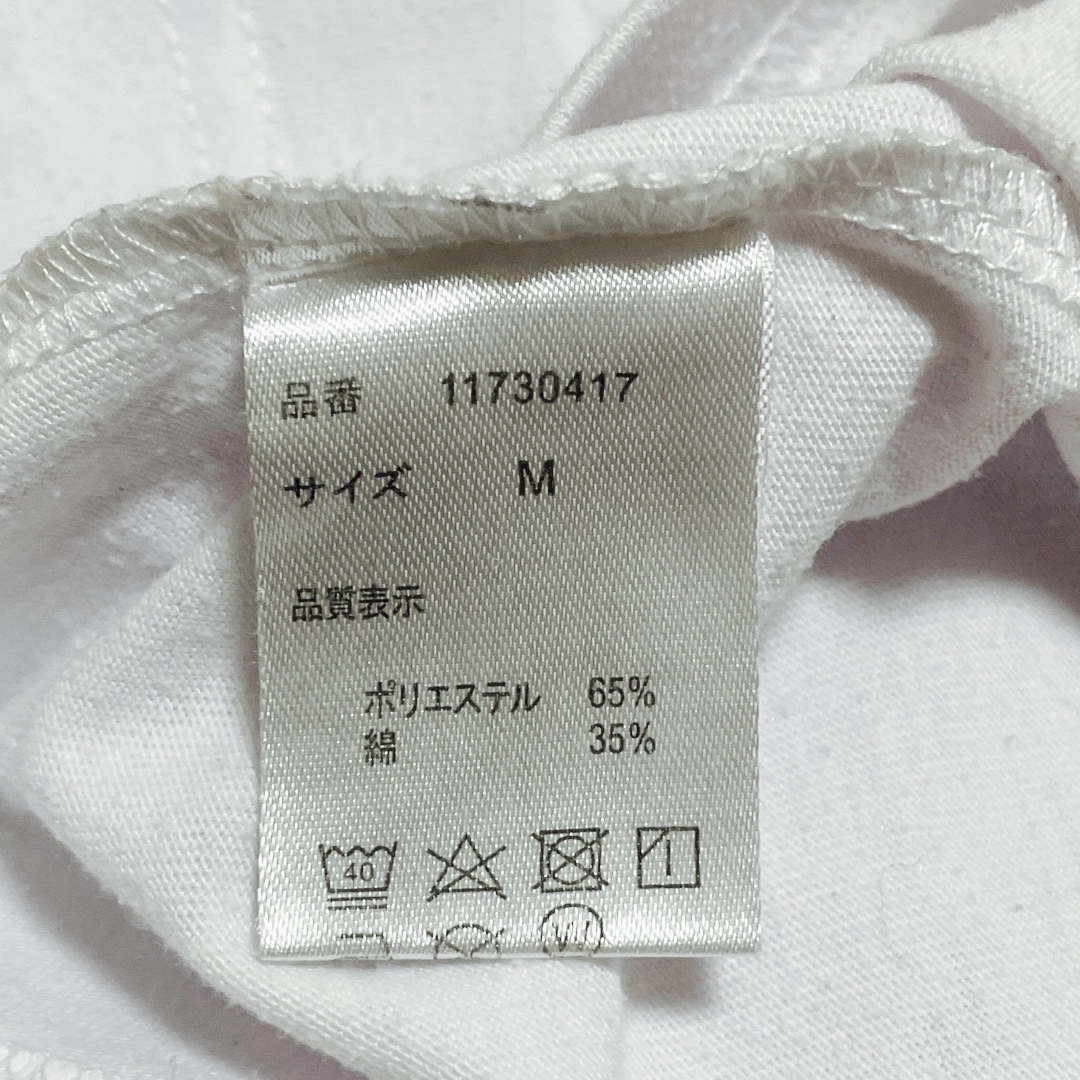 品番 11730417
サイズ M
品質表示
ポリエステル 65%
綿 35%
40